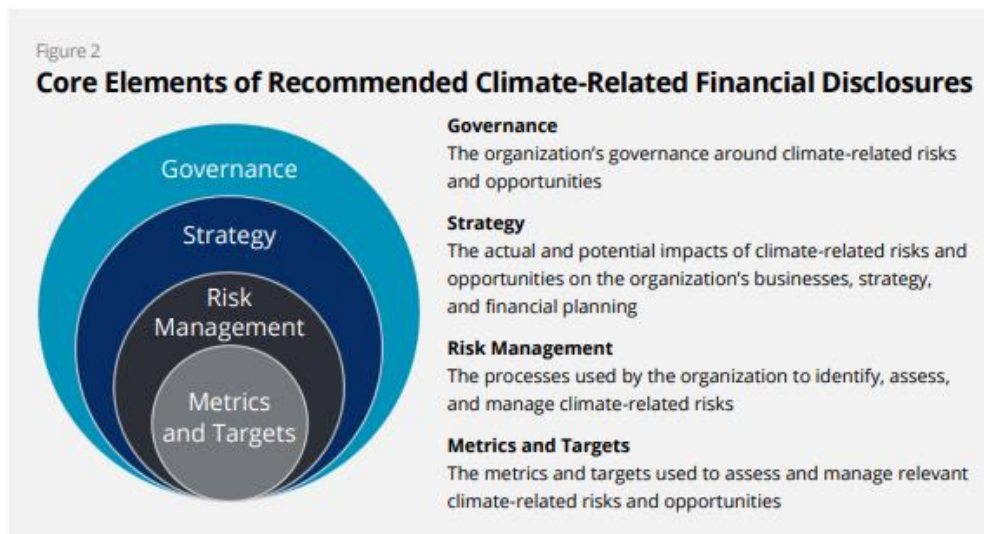 Figure 2
Core Elements of Recommended Climate-Related Financial Disclosures
Governance
Strategy
Risk
Management
Metrics
and Targets
Governance
The organization’s governance around climate-related risks
and opportunities
Strategy
The actual and potential impacts of climate-related risks and
opportunities on the organization’s businesses, strategy,
and financial planning
Risk Management
The processes used by the organization to identify, assess,
and manage climate-related risks
Metrics and Targets
The metrics and targets used to assess and manage relevant
climate-related risks and opportunities